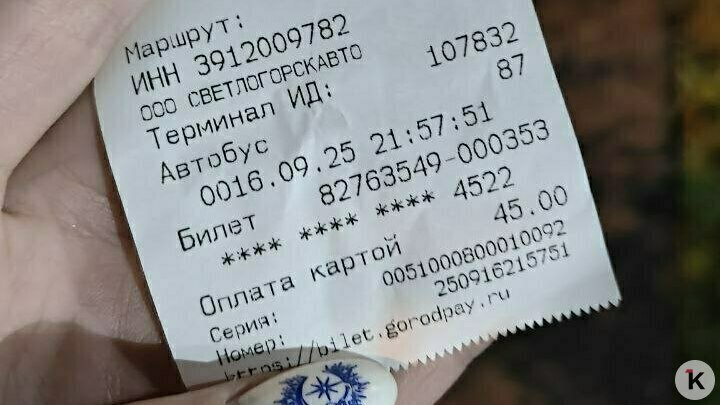 Маршрут:
ИНН 3912009782
ООО СВЕТЛОГОРСКАВТО
Терминал ИД: 107832
Автобус 87
0016.09.25 21:57:51
Билет 82763549-000353
**** **** **** 4522
Оплата картой 45.00
Серия: 0051000800010092
Номер: 250916215751
https://bilet.gorodpay.ru
K